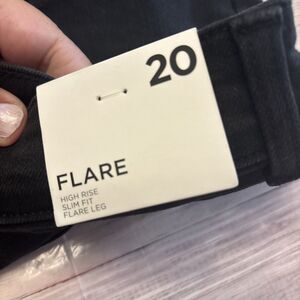 20
FLARE
HIGH RISE
SLIM FIT
FLARE LEG